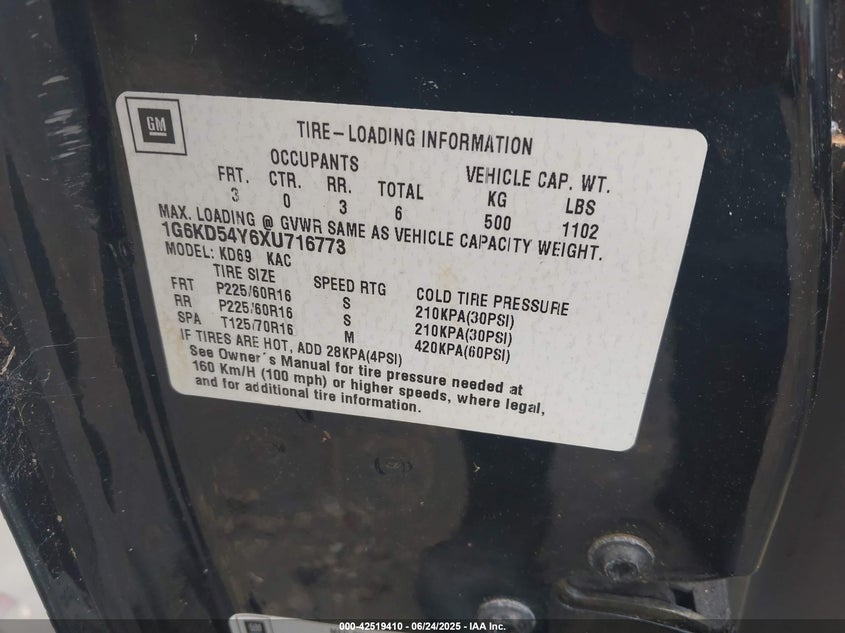 GM
TIRE-LOADING INFORMATION
OCCUPANTS VEHICLE CAP. WT.
FRT. CTR. RR. TOTAL KG LBS
3 0 3 6 500 1102
MAX. LOADING @ GVWR SAME AS VEHICLE CAPACITY WEIGHT.
1G6KD54Y6XU716773
MODEL: KD69 KAC
TIRE SIZE SPEED RTG COLD TIRE PRESSURE
FRT P225/60R16 S 210KPA(30PSI)
RR P225/60R16 S 210KPA(30PSI)
SPA T125/70R16 M 420KPA(60PSI)
IF TIRES ARE HOT, ADD 28KPA(4PSI)
See Owner's Manual for tire pressure needed at
160 Km/H (100 mph) or higher speeds, where legal,
and for additional tire information.
GM
000-42519410 - 06/24/2025 - IAA Inc.